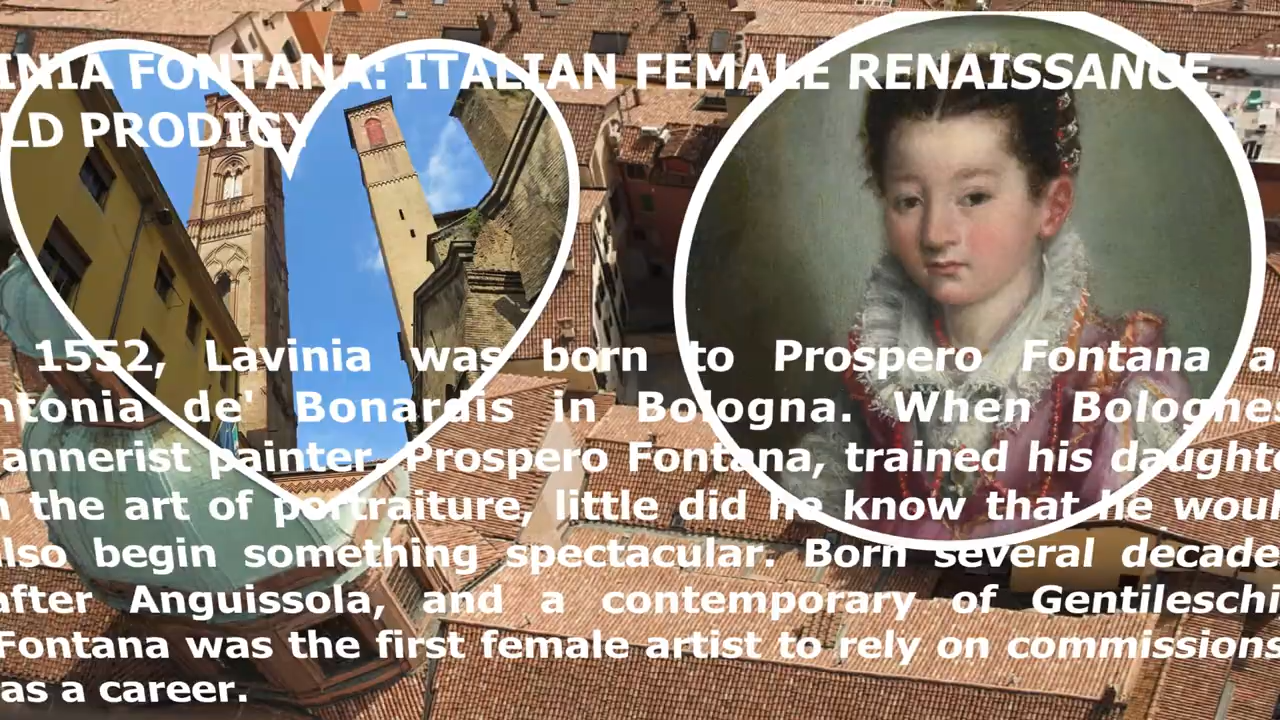 INIA FONTANA: ITALIAN FEMALE RENAISSANCE
LD PRODIGY
1552, Lavinia was born to Prospero Fontana a
ntonia de' Bonardis in Bologna. When Bolognes
annerist painter, Prospero Fontana, trained his daughte
n the art of portraiture, little did he know that he woul
also begin something spectacular. Born several decades
after Anguissola, and a contemporary of Gentileschi
Fontana was the first female artist to rely on commissions
as a career.